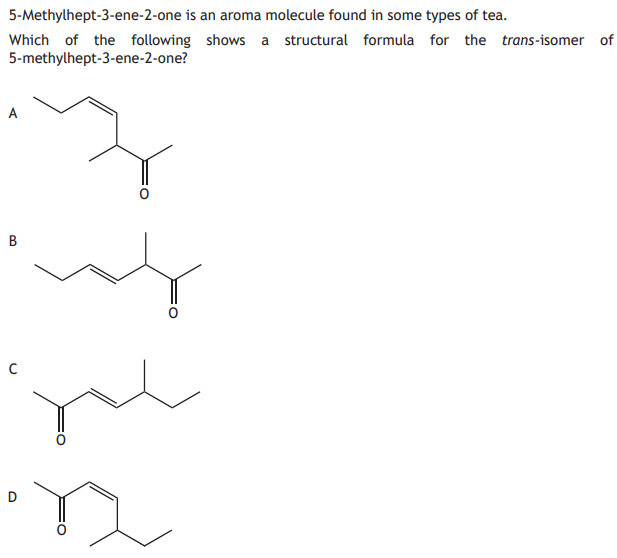 5-Methylhept-3-ene-2-one is an aroma molecule found in some types of tea.
Which of the following shows a structural formula for the trans-isomer of
5-methylhept-3-ene-2-one?
A
O
B
O
C
O
D
O